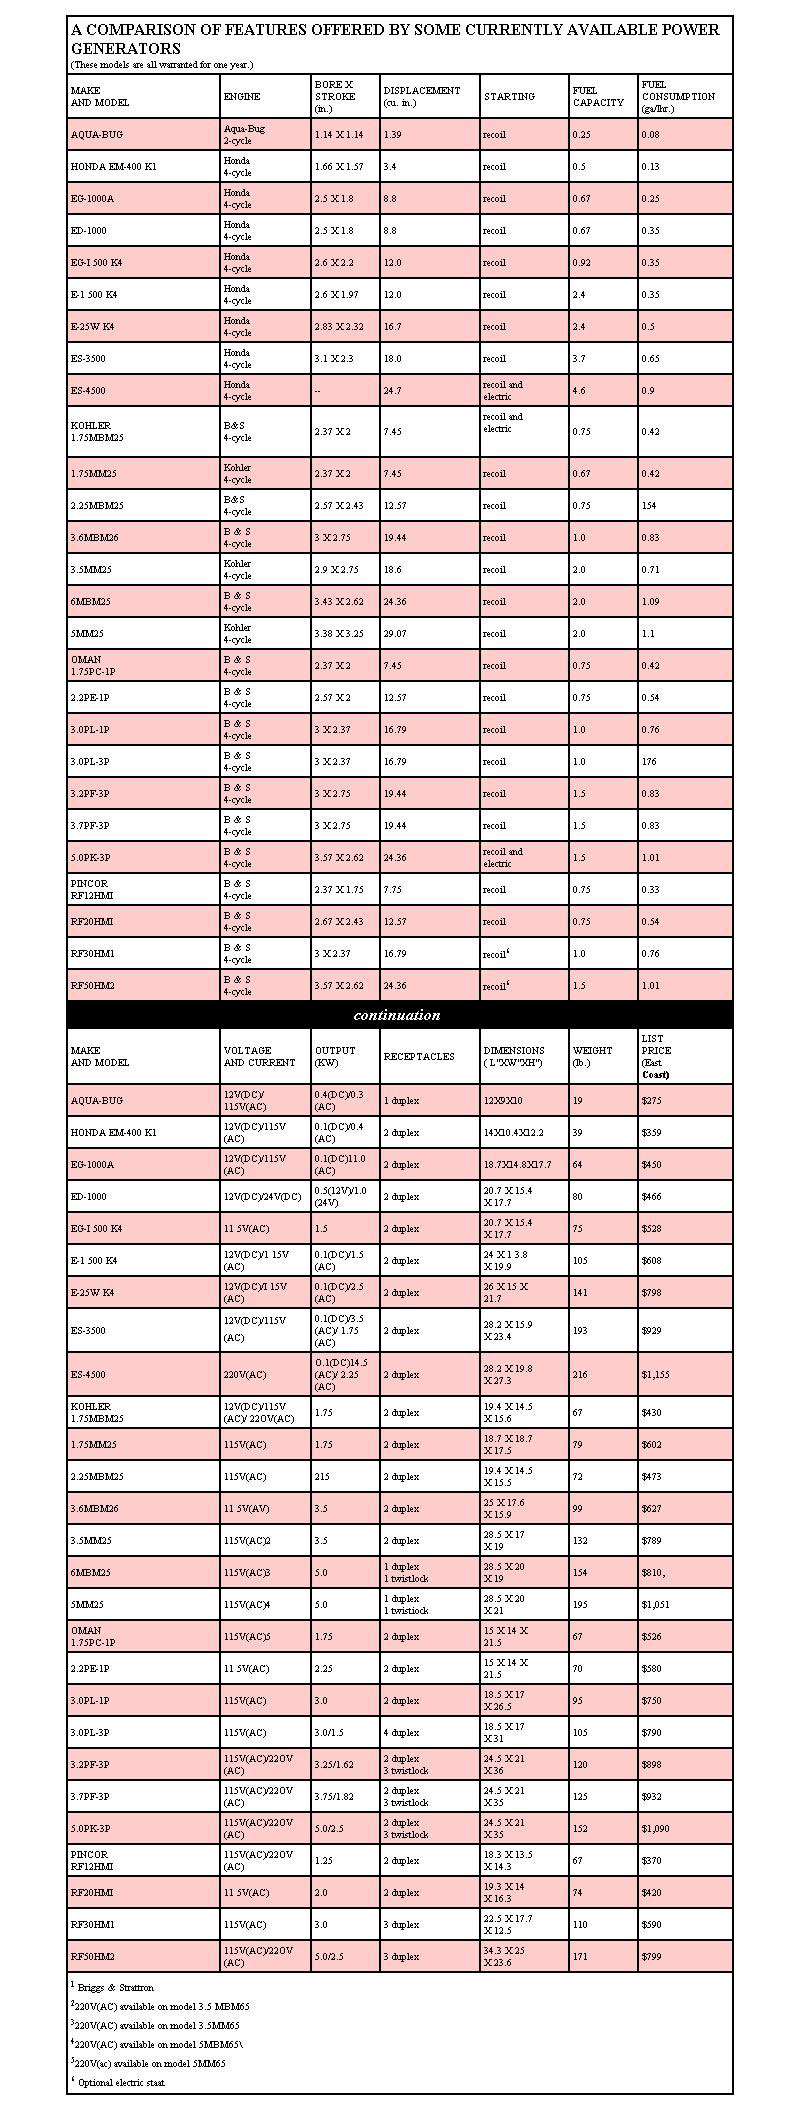 A COMPARISON OF FEATURES OFFERED BY SOME CURRENTLY AVAILABLE POWER
GENERATORS
(These models are all warranted for one year.)
MAKE AND MODEL ENGINE BORE X STROKE (in.) DISPLACEMENT (cu. in.) STARTING FUEL CAPACITY FUEL CONSUMPTION (ga/lhr.)
AQUA-BUG Aqua-Bug 2-cycle 1.14 X 1.14 1.39 recoil 0.25 0.08
HONDA EM-400 K1 Honda 4-cycle 1.66 X 1.57 3.4 recoil 0.5 0.13
EG-1000A Honda 4-cycle 2.5 X 1.8 8.8 recoil 0.67 0.25
ED-1000 Honda 4-cycle 2.5 X 1.8 8.8 recoil 0.67 0.35
EG-I 500 K4 Honda 4-cycle 2.6 X 2.2 12.0 recoil 0.92 0.35
E-1 500 K4 Honda 4-cycle 2.6 X 1.97 12.0 recoil 2.4 0.35
E-25W K4 Honda 4-cycle 2.83 X 2.32 16.7 recoil 2.4 0.5
ES-3500 Honda 4-cycle 3.1 X 2.3 18.0 recoil 3.7 0.65
ES-4500 Honda 4-cycle -- 24.7 recoil and electric 4.6 0.9
KOHLER 1.75MBM25 B&S 4-cycle 2.37 X 2 7.45 recoil and electric 0.75 0.42
1.75MM25 Kohler 4-cycle 2.37 X 2 7.45 recoil 0.67 0.42
2.25MBM25 B&S 4-cycle 2.57 X 2.43 12.57 recoil 0.75 154
3.6MBM26 B & S 4-cycle 3 X 2.75 19.44 recoil 1.0 0.83
3.5MM25 Kohler 4-cycle 2.9 X 2.75 18.6 recoil 2.0 0.71
6MBM25 B & S 4-cycle 3.43 X 2.62 24.36 recoil 2.0 1.09
5MM25 Kohler 4-cycle 3.38 X 3.25 29.07 recoil 2.0 1.1
OMAN 1.75PC-1P B & S 4-cycle 2.37 X 2 7.45 recoil 0.75 0.42
2.2PE-1P B & S 4-cycle 2.57 X 2 12.57 recoil 0.75 0.54
3.0PL-1P B & S 4-cycle 3 X 2.37 16.79 recoil 1.0 0.76
3.0PL-3P B & S 4-cycle 3 X 2.37 16.79 recoil 1.0 176
3.2PF-3P B & S 4-cycle 3 X 2.75 19.44 recoil 1.5 0.83
3.7PF-3P B & S 4-cycle 3 X 2.75 19.44 recoil 1.5 0.83
5.0PK-3P B & S 4-cycle 3.57 X 2.62 24.36 recoil and electric 1.5 1.01
PINCOR RF12HMI B & S 4-cycle 2.37 X 1.75 7.75 recoil 0.75 0.33
RF20HMI B & S 4-cycle 2.67 X 2.43 12.57 recoil 0.75 0.54
RF30HM1 B & S 4-cycle 3 X 2.37 16.79 recoil⁶ 1.0 0.76
RF50HM2 B & S 4-cycle 3.57 X 2.62 24.36 recoil⁶ 1.5 1.01
continuation
MAKE AND MODEL VOLTAGE AND CURRENT OUTPUT (KW) RECEPTACLES DIMENSIONS ( L"XW"XH") WEIGHT (lb.) LIST PRICE (East Coast)
AQUA-BUG 12V(DC)/ 115V(AC) 0.4(DC)/0.3 (AC) 1 duplex 12X9X10 19 $275
HONDA EM-400 K1 12V(DC)/115V (AC) 0.1(DC)/0.4 (AC) 2 duplex 14X10.4X12.2 39 $359
EG-1000A 12V(DC)/115V (AC) 0.1(DC)11.0 (AC) 2 duplex 18.7X14.8X17.7 64 $450
ED-1000 12V(DC)/24V(DC) 0.5(12V)/1.0 (24V) 2 duplex 20.7 X 15.4 X 17.7 80 $466
EG-I 500 K4 11 5V(AC) 1.5 2 duplex 20.7 X 15.4 X 17.7 75 $528
E-1 500 K4 12V(DC)/1 15V (AC) 0.1(DC)/1.5 (AC) 2 duplex 24 X 1 3.8 X 19.9 105 $608
E-25W K4 12V(DC)/I 15V (AC) 0.1(DC)/2.5 (AC) 2 duplex 26 X 15 X 21.7 141 $798
ES-3500 12V(DC)/115V (AC) 0.1(DC)/3.5 (AC)/ 1.75 (AC) 2 duplex 28.2 X 15.9 X 23.4 193 $929
ES-4500 220V(AC) O.1(DC)14.5 (AC)/ 2.25 (AC) 2 duplex 28.2 X 19.8 X 27.3 216 $1,155
KOHLER 1.75MBM25 12V(DC)/115V (AC)/ 22OV(AC) 1.75 2 duplex 19.4 X 14.5 X 15.6 67 $430
1.75MM25 115V(AC) 1.75 2 duplex 18.7 X 18.7 X 17.5 79 $602
2.25MBM25 115V(AC) 215 2 duplex 19.4 X 14.5 X 15.5 72 $473
3.6MBM26 11 5V(AV) 3.5 2 duplex 25 X 17.6 X 15.9 99 $627
3.5MM25 115V(AC)2 3.5 2 duplex 28.5 X 17 X 19 132 $789
6MBM25 115V(AC)3 5.0 1 duplex 1 twistlock 28.5 X 20 X 19 154 $810,
5MM25 115V(AC)4 5.0 1 duplex 1 twistiock 28.5 X 20 X 21 195 $1,051
OMAN 1.75PC-1P 115V(AC)5 1.75 2 duplex 15 X 14 X 21.5 67 $526
2.2PE-1P 11 5V(AC) 2.25 2 duplex 15 X 14 X 21.5 70 $580
3.0PL-1P 115V(AC) 3.0 2 duplex 18.5 X 17 X 26.5 95 $750
3.0PL-3P 115V(AC) 3.0/1.5 4 duplex 18.5 X 17 X 31 105 $790
3.2PF-3P 115V(AC)/22OV (AC) 3.25/1.62 2 duplex 3 twistlock 24.5 X 21 X 36 120 $898
3.7PF-3P 115V(AC)/22OV (AC) 3.75/1.82 2 duplex 3 twistlock 24.5 X 21 X 35 125 $932
5.0PK-3P 115V(AC)/22OV (AC) 5.0/2.5 2 duplex 3 twistlock 24.5 X 21 X 35 152 $1,090
PINCOR RF12HMI 115V(AC)/22OV (AC) 1.25 2 duplex 18.3 X 13.5 X 14.3 67 $370
RF20HMI 11 5V(AC) 2.0 2 duplex 19.3 X 14 X 16.3 74 $420
RF30HM1 115V(AC) 3.0 3 duplex 22.5 X 17.7 X 12.5 110 $590
RF50HM2 115V(AC)/22OV (AC) 5.0/2.5 3 duplex 34.3 X 25 X 23.6 171 $799
¹ Briggs & Strattron
²220V(AC) available on model 3.5 MBM65
³220V(AC) available on model 3.5MM65
⁴220V(AC) available on model 5MBM65\
⁵220V(ac) available on model 5MM65
⁶ Optional electric staat